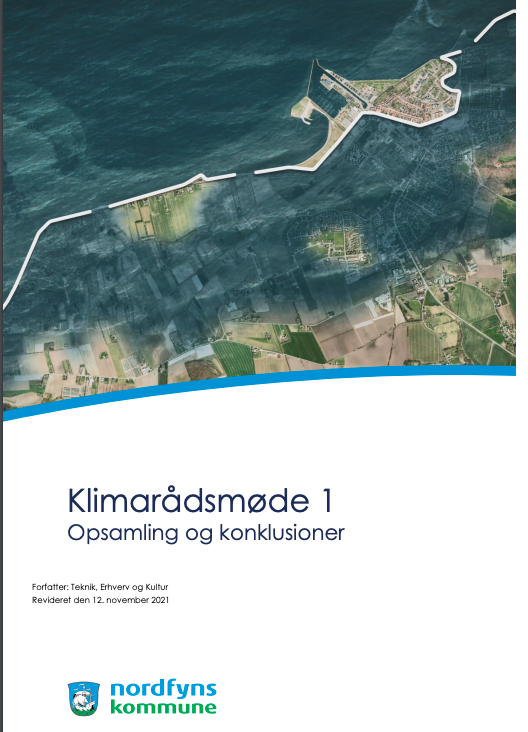 Klimarådsmøde 1
Opsamling og konklusioner
Forfatter: Teknik, Erhverv og Kultur
Revideret den 12. november 2021
nordfyns
kommune